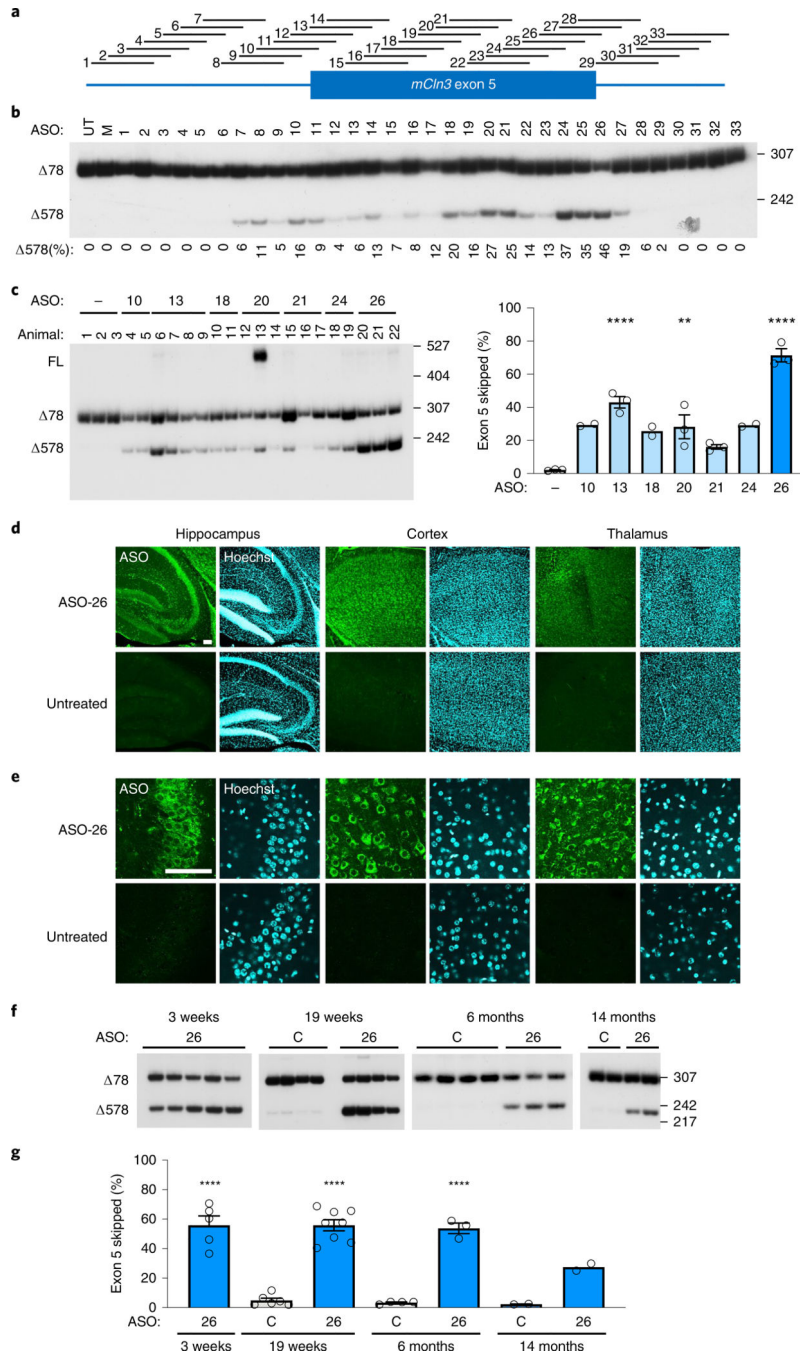 a
7 14 21 28
6 13 20 27
5 12 19 26 33
4 11 18 25 32
3 10 17 24 31
2 9 16 23 30
1 8 15 22 29
mCln3 exon 5
b
ASO: UT M 1 2 3 4 5 6 7 8 9 10 11 12 13 14 15 16 17 18 19 20 21 22 23 24 25 26 27 28 29 30 31 32 33
Δ78
307
242
Δ578
Δ578(%): 0 0 0 0 0 0 0 0 6 11 5 16 9 4 6 13 7 8 12 20 16 27 25 14 13 37 35 46 19 6 2 0 0 0 0
c
ASO: – 10 13 18 20 21 24 26
Animal: 1 2 3 4 5 6 7 8 9 10 11 12 13 14 15 16 17 18 19 20 21 22
FL
527
404
Δ78
307
242
Δ578
Exon 5 skipped (%)
100
80
60
40
20
0
**** ** ****
ASO: – 10 13 18 20 21 24 26
d
Hippocampus Cortex Thalamus
ASO Hoechst
ASO-26
Untreated
e
ASO Hoechst
ASO-26
Untreated
f
3 weeks 19 weeks 6 months 14 months
ASO: 26 C 26 C 26 C 26
Δ78
307
Δ578
242
217
g
Exon 5 skipped (%)
100
80
60
40
20
0
**** **** ****
ASO: 26 C 26 C 26 C 26
3 weeks 19 weeks 6 months 14 months